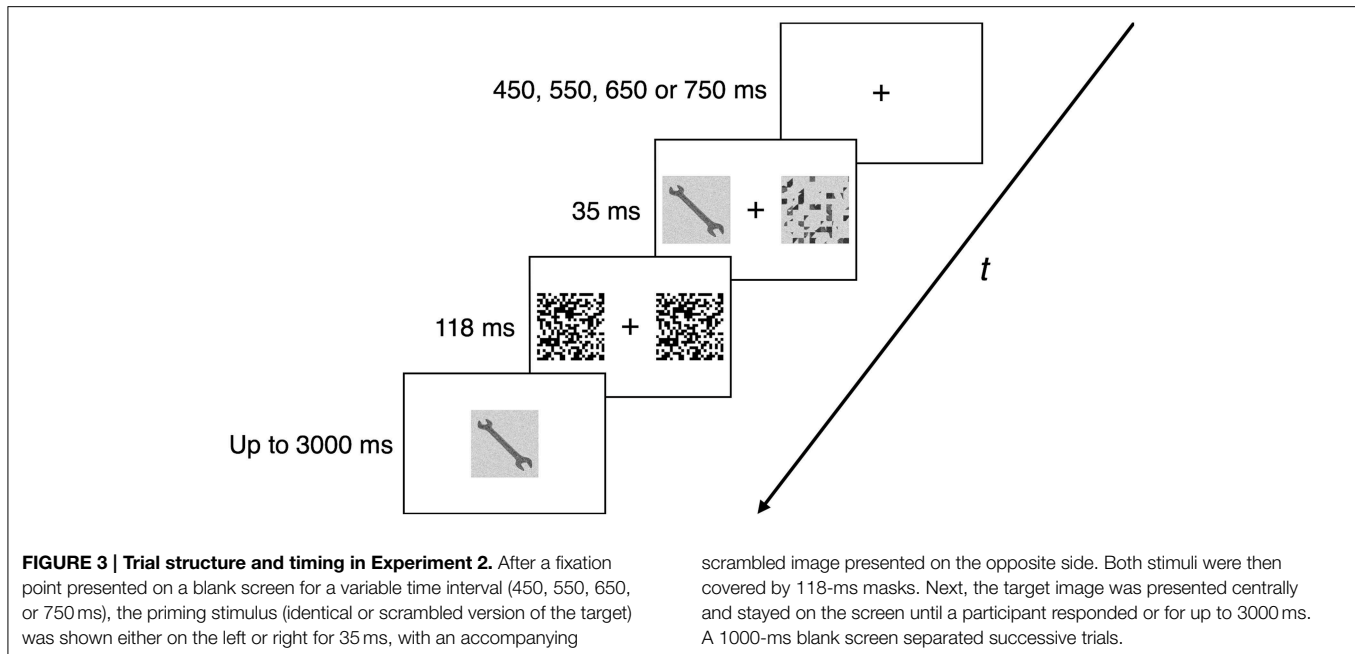 450, 550, 650 or 750 ms
+
35 ms
+
t
118 ms
+
Up to 3000 ms
FIGURE 3 | Trial structure and timing in Experiment 2. After a fixation
point presented on a blank screen for a variable time interval (450, 550, 650,
or 750 ms), the priming stimulus (identical or scrambled version of the target)
was shown either on the left or right for 35 ms, with an accompanying
scrambled image presented on the opposite side. Both stimuli were then
covered by 118-ms masks. Next, the target image was presented centrally
and stayed on the screen until a participant responded or for up to 3000 ms.
A 1000-ms blank screen separated successive trials.